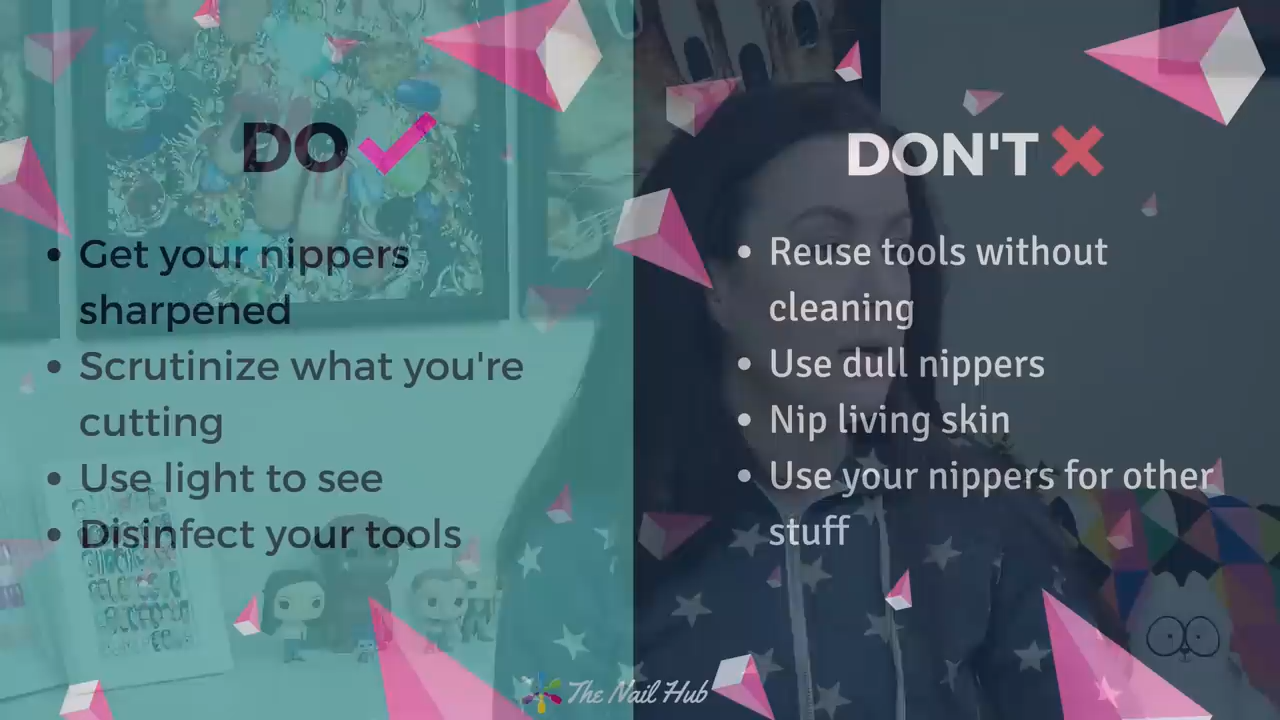 DO
• Get your nippers
sharpened
• Scrutinize what you're
cutting
• Use light to see
• Disinfect your tools
DON'T
• Reuse tools without
cleaning
• Use dull nippers
• Nip living skin
• Use your nippers for other
stuff
The Nail Hub